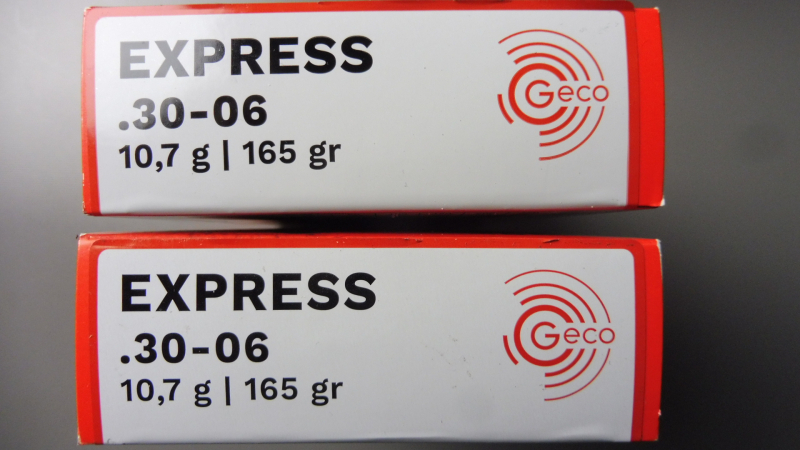 EXPRESS
.30-06
10,7 g | 165 gr
Geco
EXPRESS
.30-06
10,7 g | 165 gr
Geco